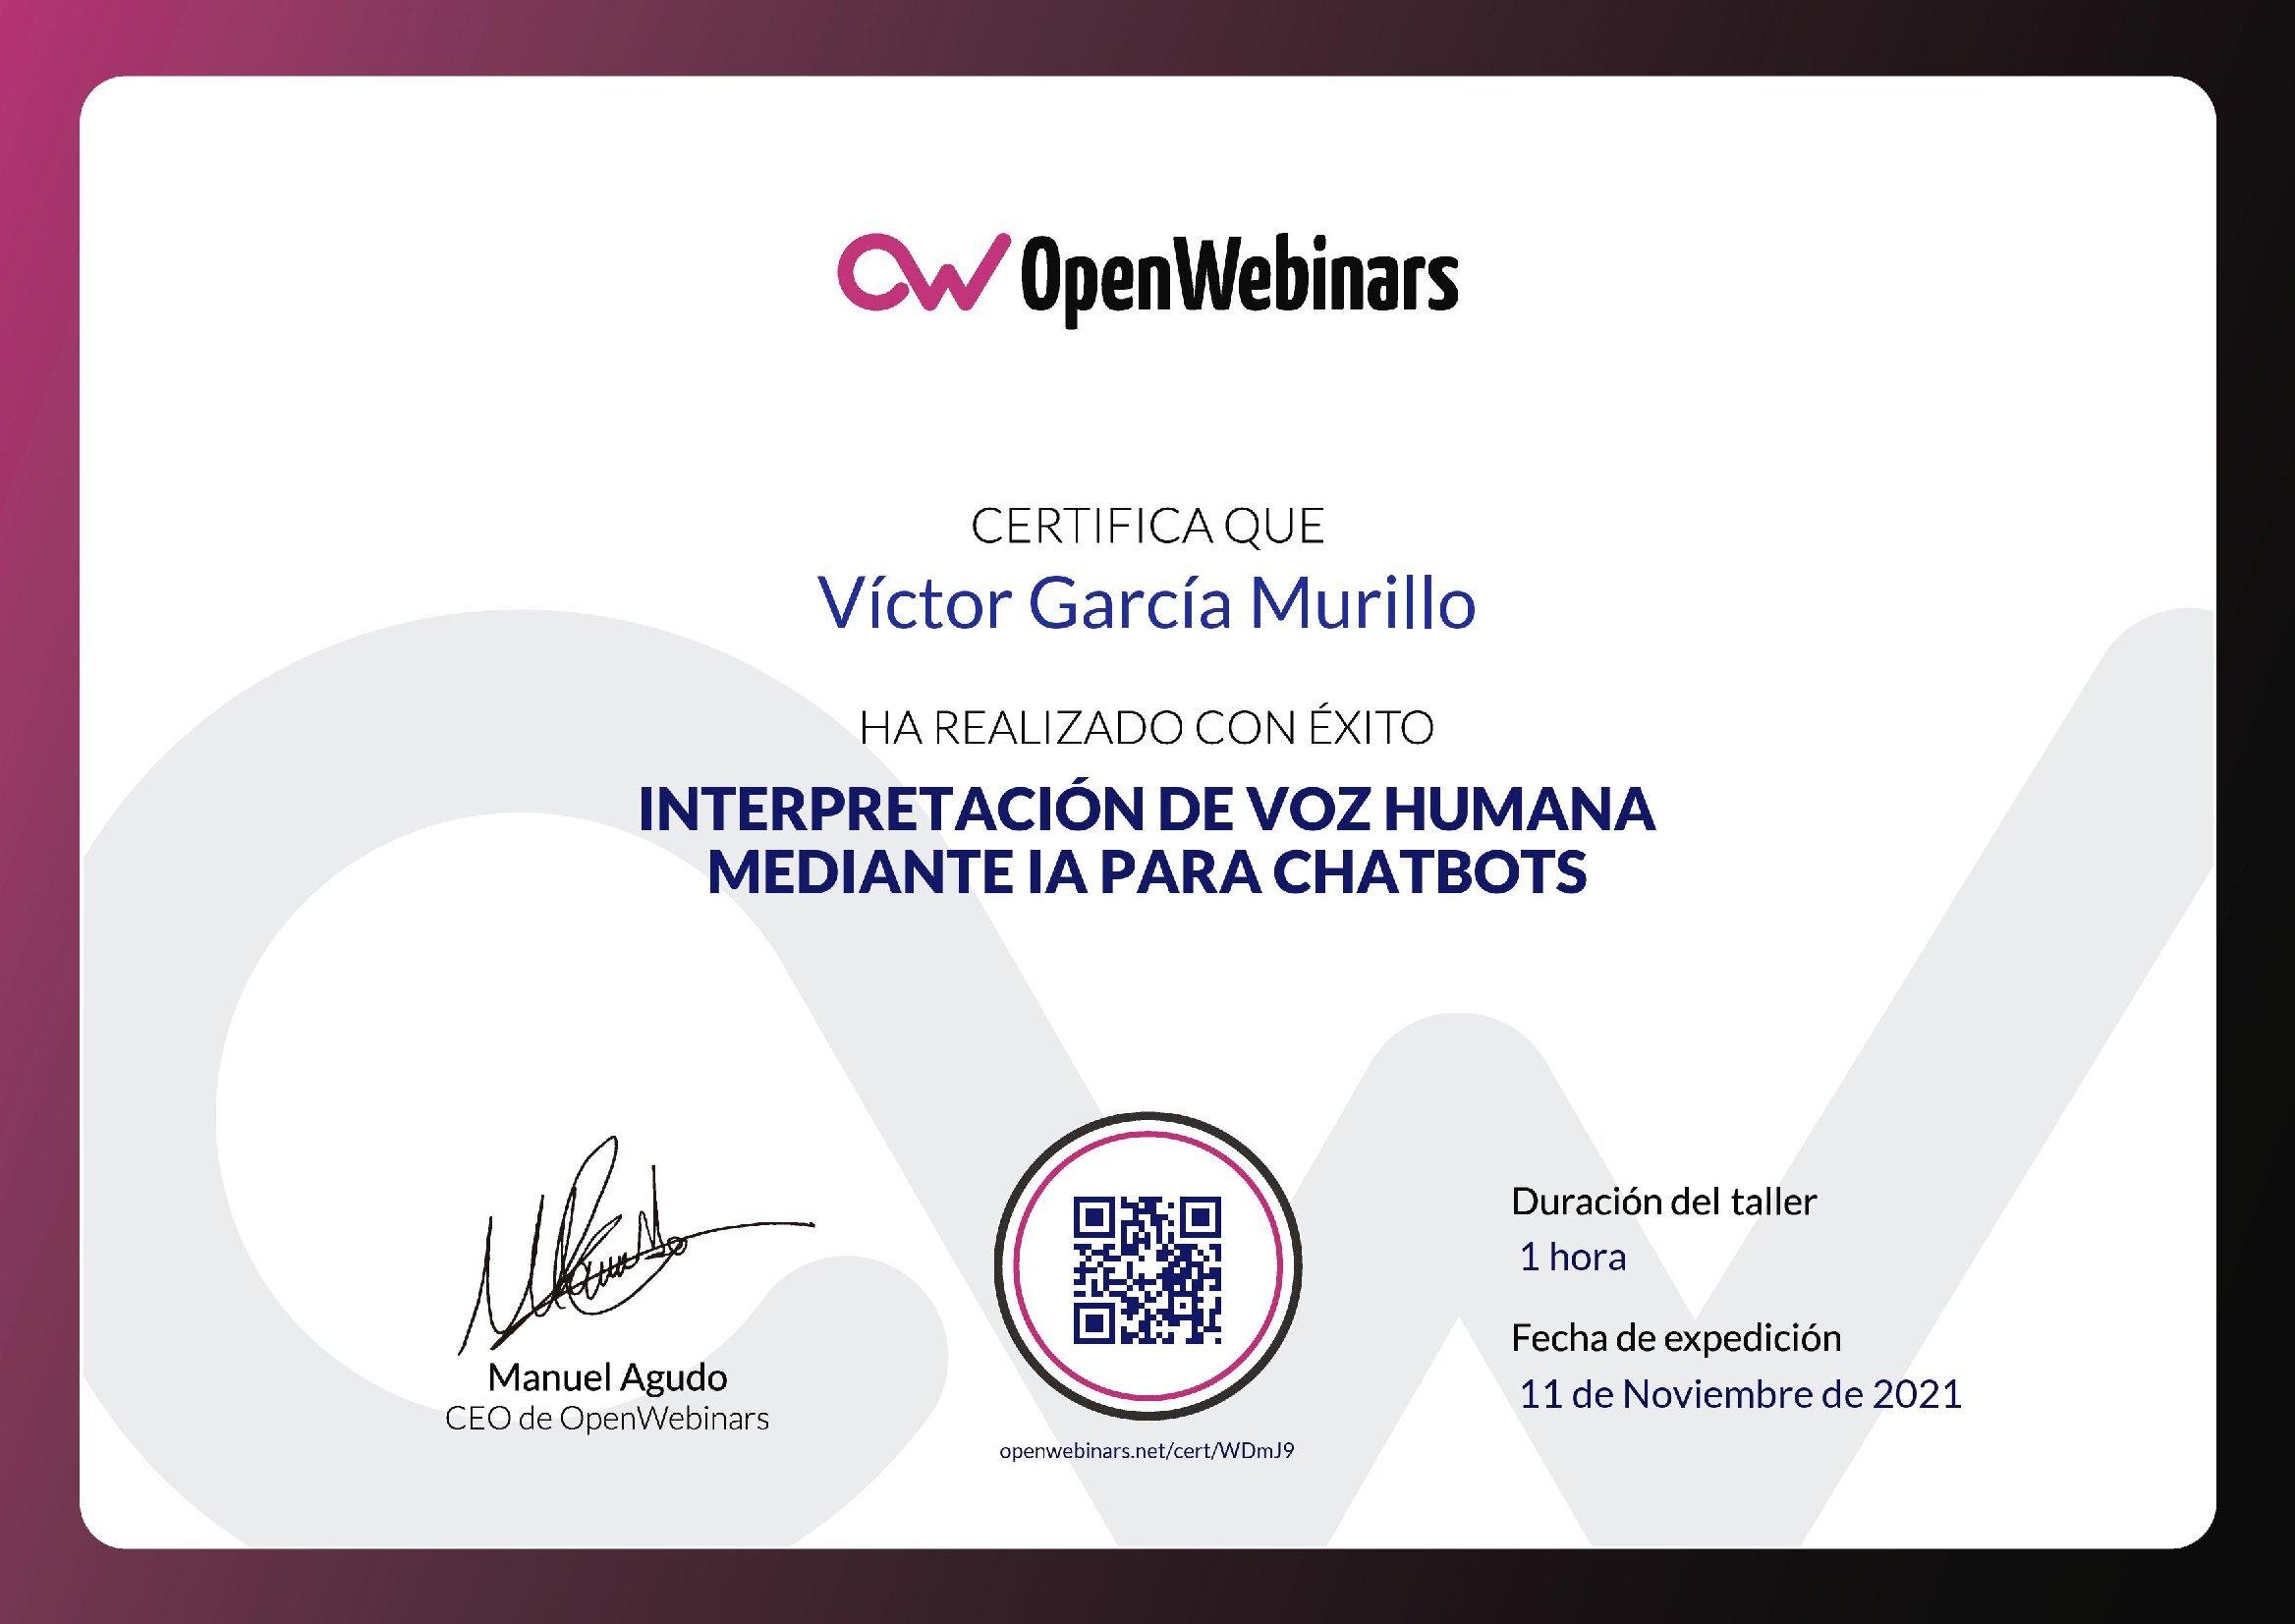 OpenWebinars
CERTIFICA QUE
Víctor García Murillo
HA REALIZADO CON ÉXITO
INTERPRETACIÓN DE VOZ HUMANA
MEDIANTE IA PARA CHATBOTS
Manuel Agudo
CEO de OpenWebinars
openwebinars.net/cert/WDmJ9
Duración del taller
1 hora
Fecha de expedición
11 de Noviembre de 2021